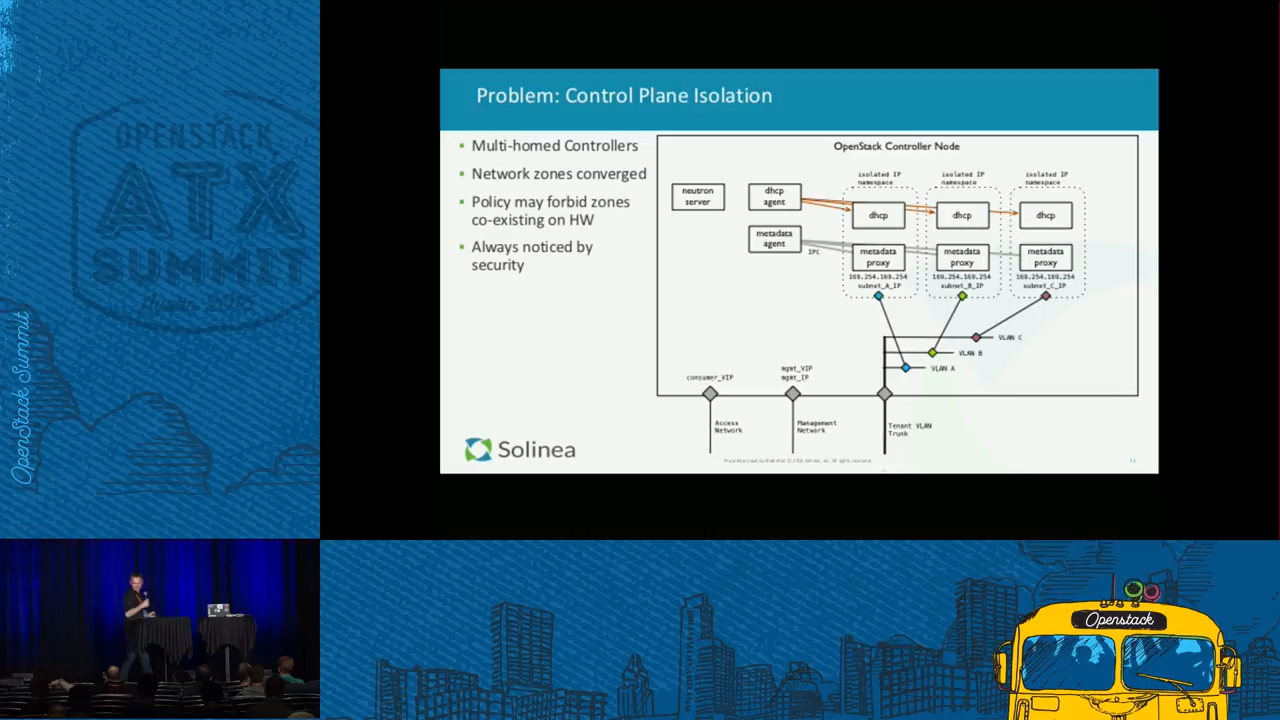 OPENSTACK
ATX
SUMMIT
OpenStack Summit
Problem: Control Plane Isolation
Multi-homed Controllers
Network zones converged
Policy may forbid zones
co-existing on HW
Always noticed by
security
OpenStack Controller Node
neutron
server
dhcp
agent
metadata
agent
IPC
isolated IP
namespace
isolated IP
namespace
isolated IP
namespace
dhcp
dhcp
dhcp
metadata
proxy
metadata
proxy
metadata
proxy
169.254.169.254
subnet_A_IP
169.254.169.254
subnet_B_IP
169.254.169.254
subnet_C_IP
VLAN C
VLAN B
VLAN A
consumer_VIP
mgmt_VIP
mgmt_IP
Access
Network
Management
Network
Tenant VLAN
Trunk
Solinea
11
Openstack